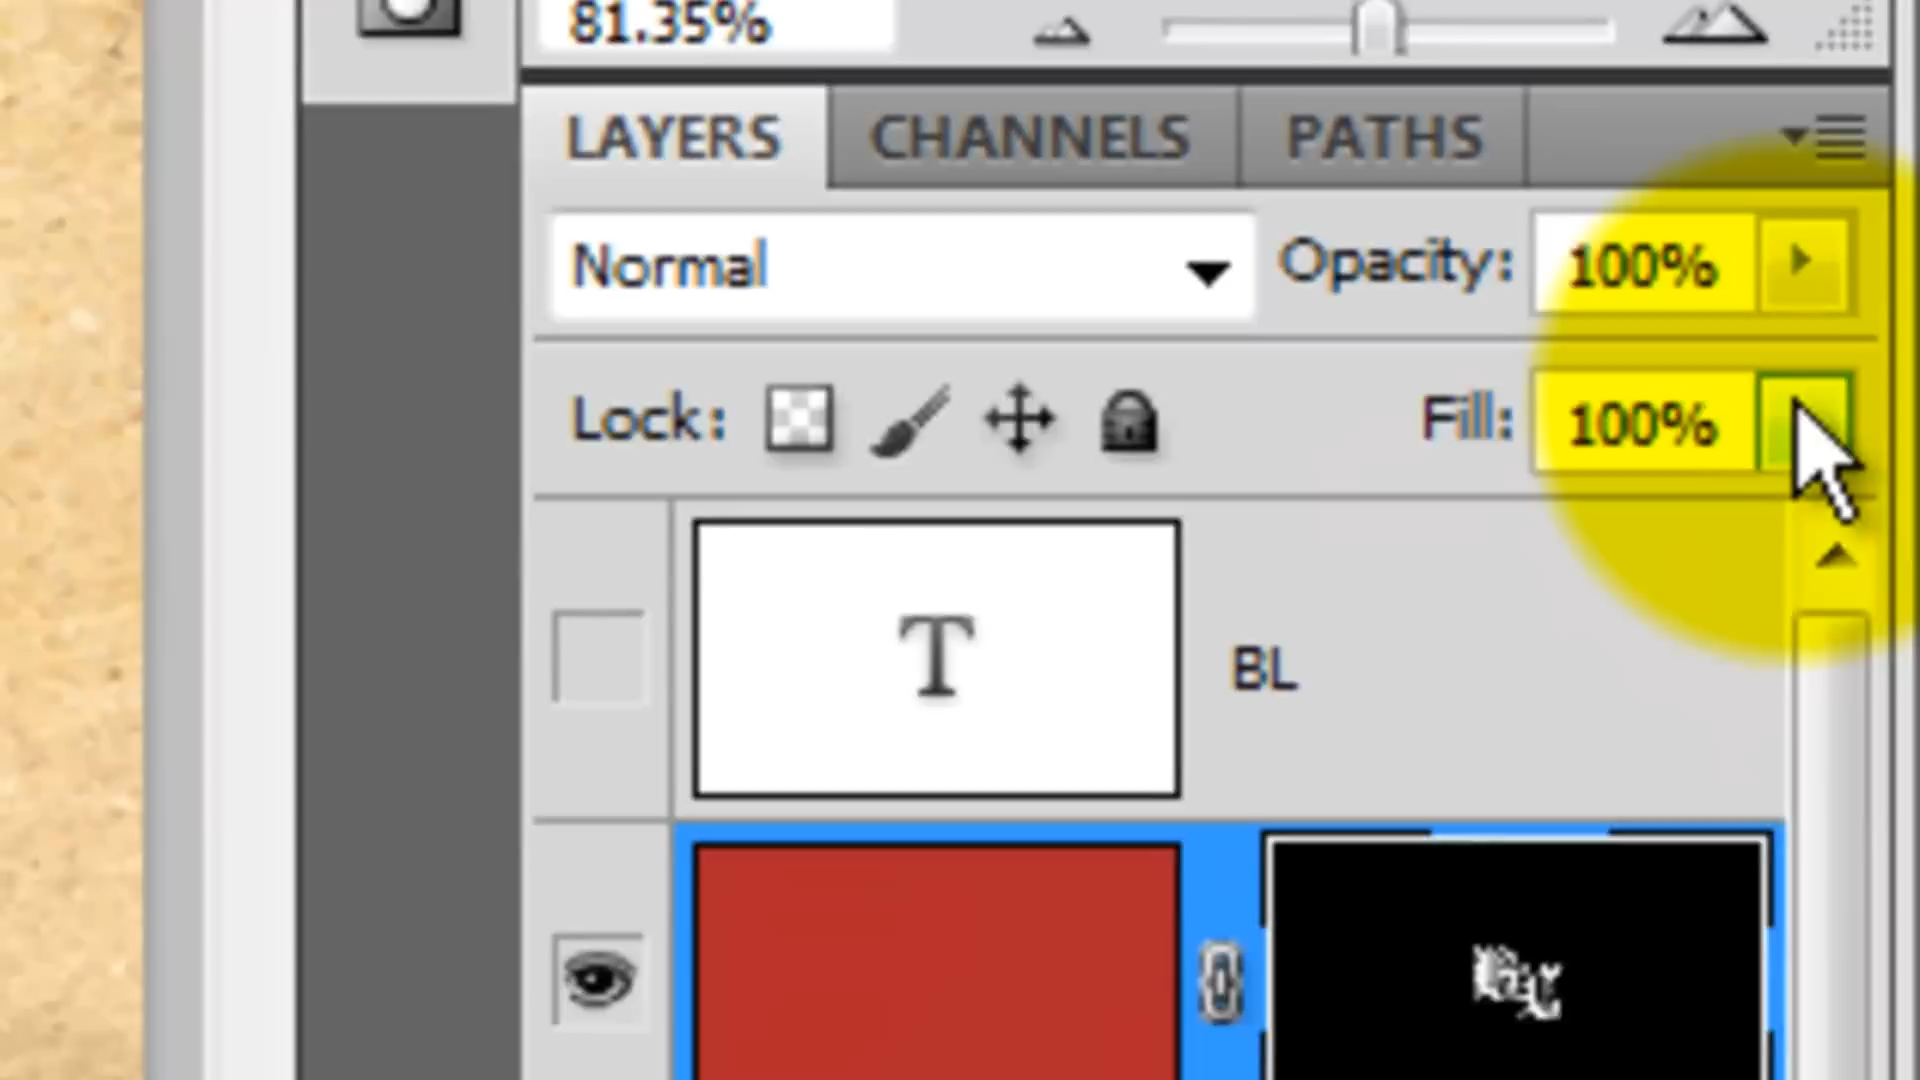 81.35%
LAYERS CHANNELS PATHS
Normal Opacity: 100%
Lock: Fill: 100%
T BL